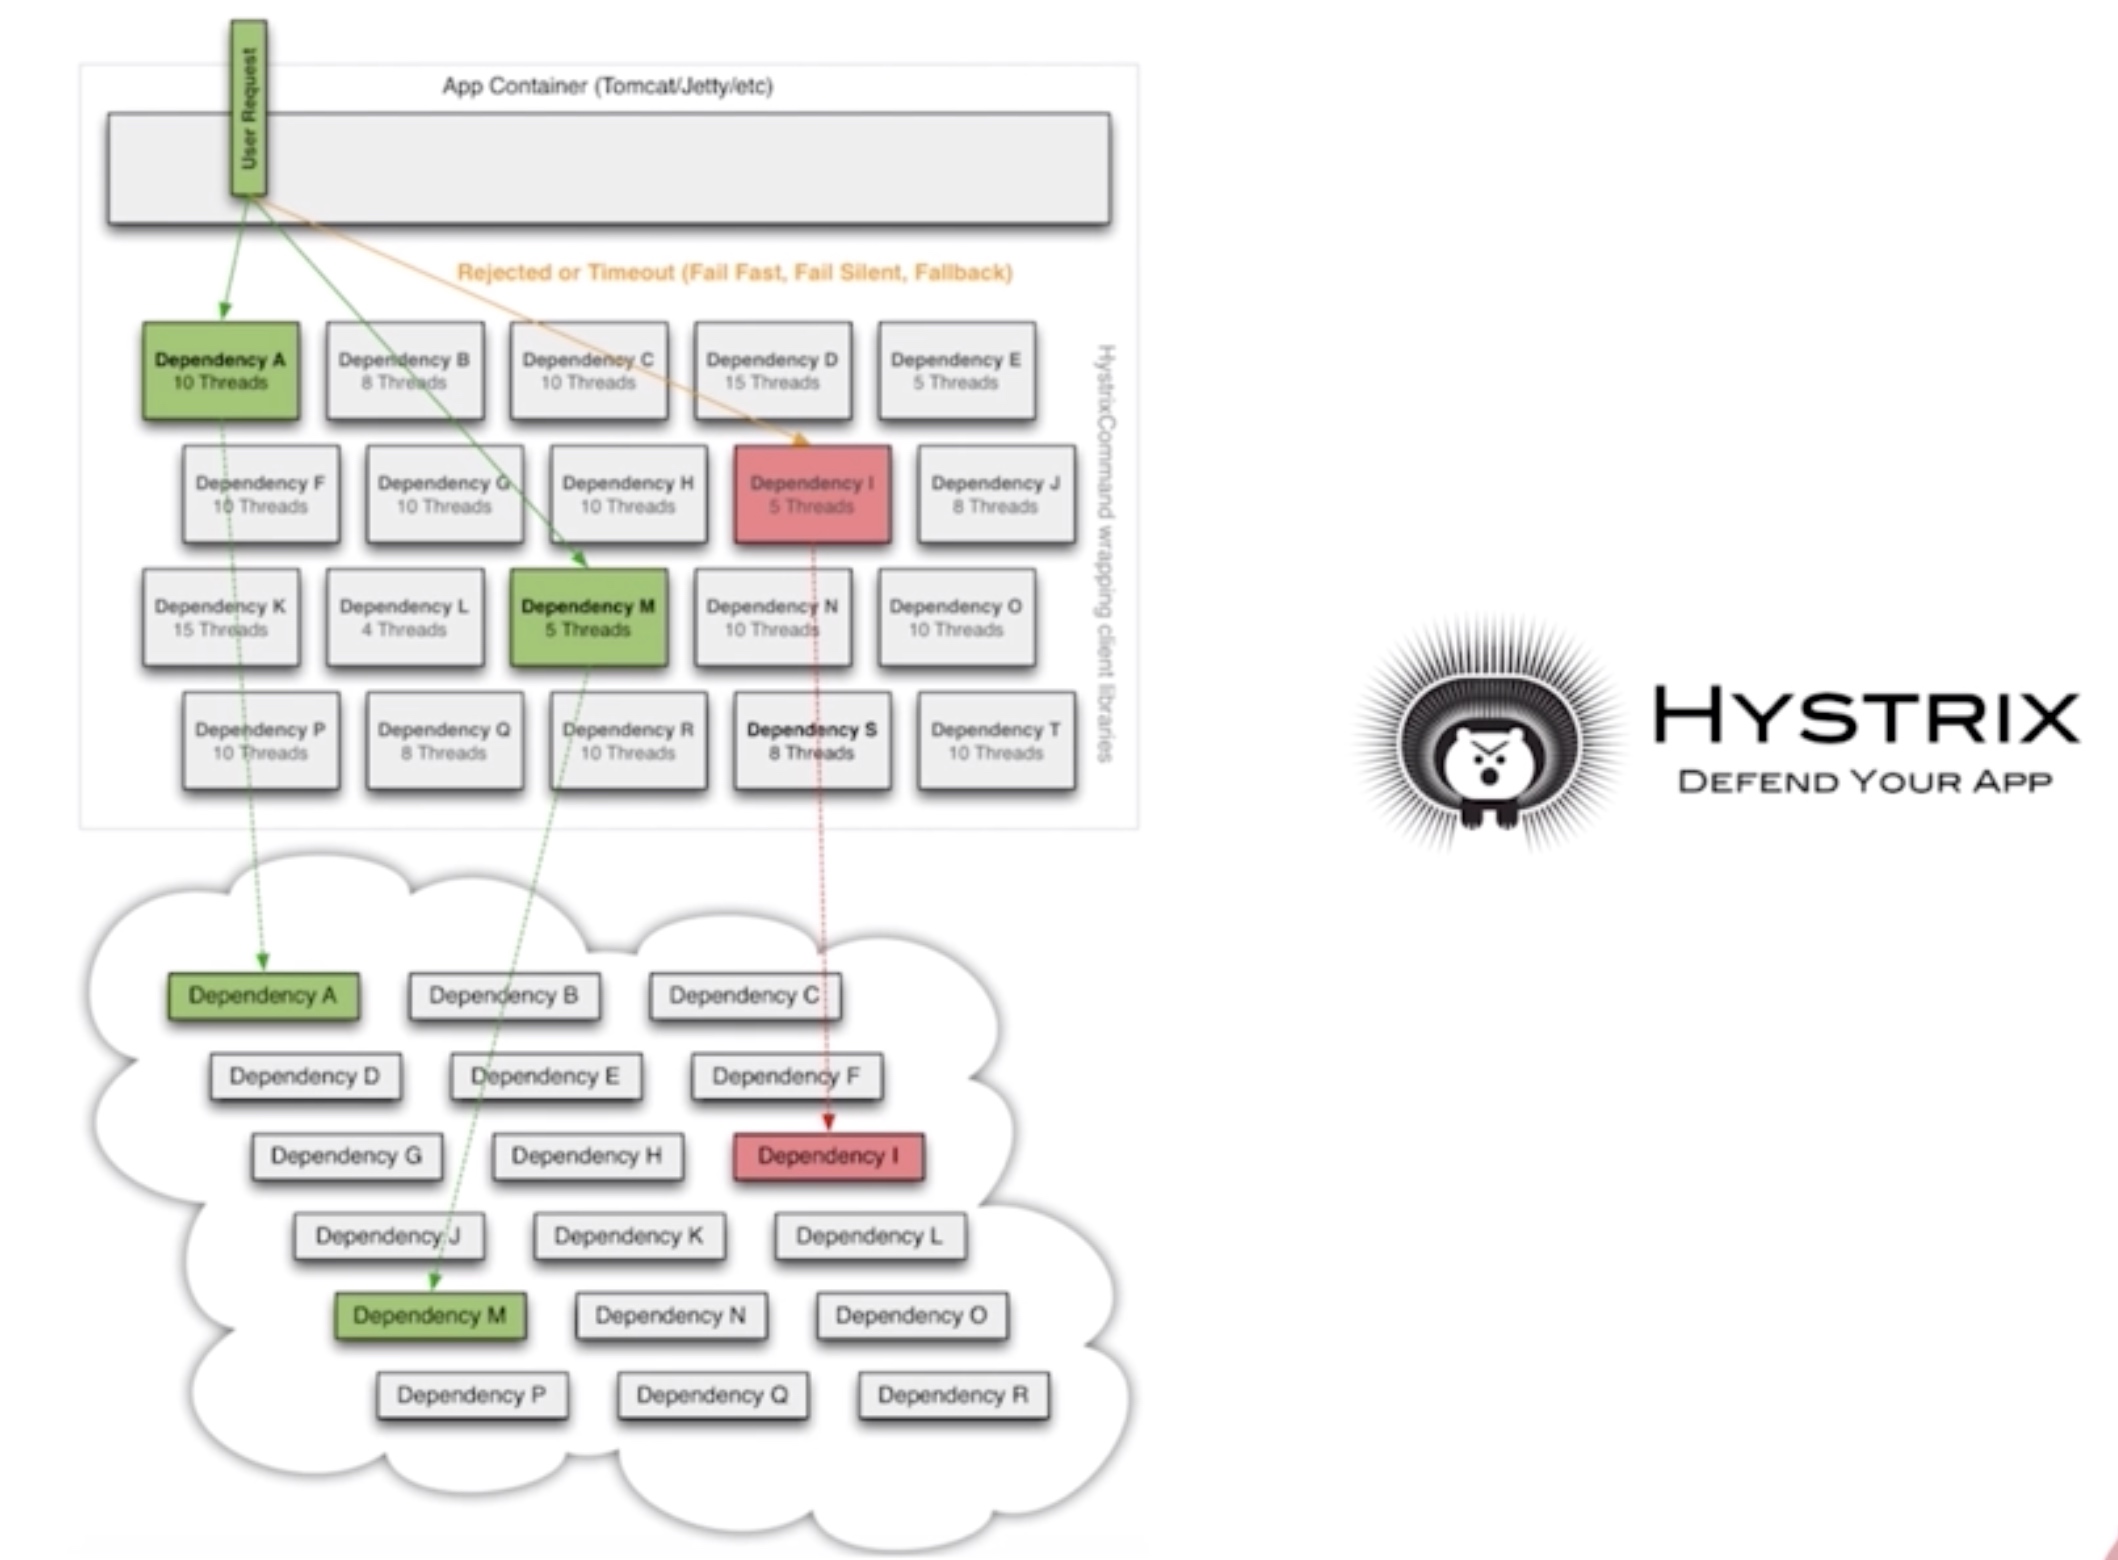 User Request
App Container (Tomcat/Jetty/etc)
Rejected or Timeout (Fail Fast, Fail Silent, Fallback)
Dependency A
10 Threads
Dependency B
8 Threads
Dependency C
10 Threads
Dependency D
15 Threads
Dependency E
5 Threads
Dependency F
10 Threads
Dependency G
10 Threads
Dependency H
10 Threads
Dependency I
5 Threads
Dependency J
8 Threads
Dependency K
15 Threads
Dependency L
4 Threads
Dependency M
5 Threads
Dependency N
10 Threads
Dependency O
10 Threads
Dependency P
10 Threads
Dependency Q
8 Threads
Dependency R
10 Threads
Dependency S
8 Threads
Dependency T
10 Threads
HystrixCommand wrapping client libraries
Dependency A
Dependency B
Dependency C
Dependency D
Dependency E
Dependency F
Dependency G
Dependency H
Dependency I
Dependency J
Dependency K
Dependency L
Dependency M
Dependency N
Dependency O
Dependency P
Dependency Q
Dependency R
HYSTRIX
DEFEND YOUR APP